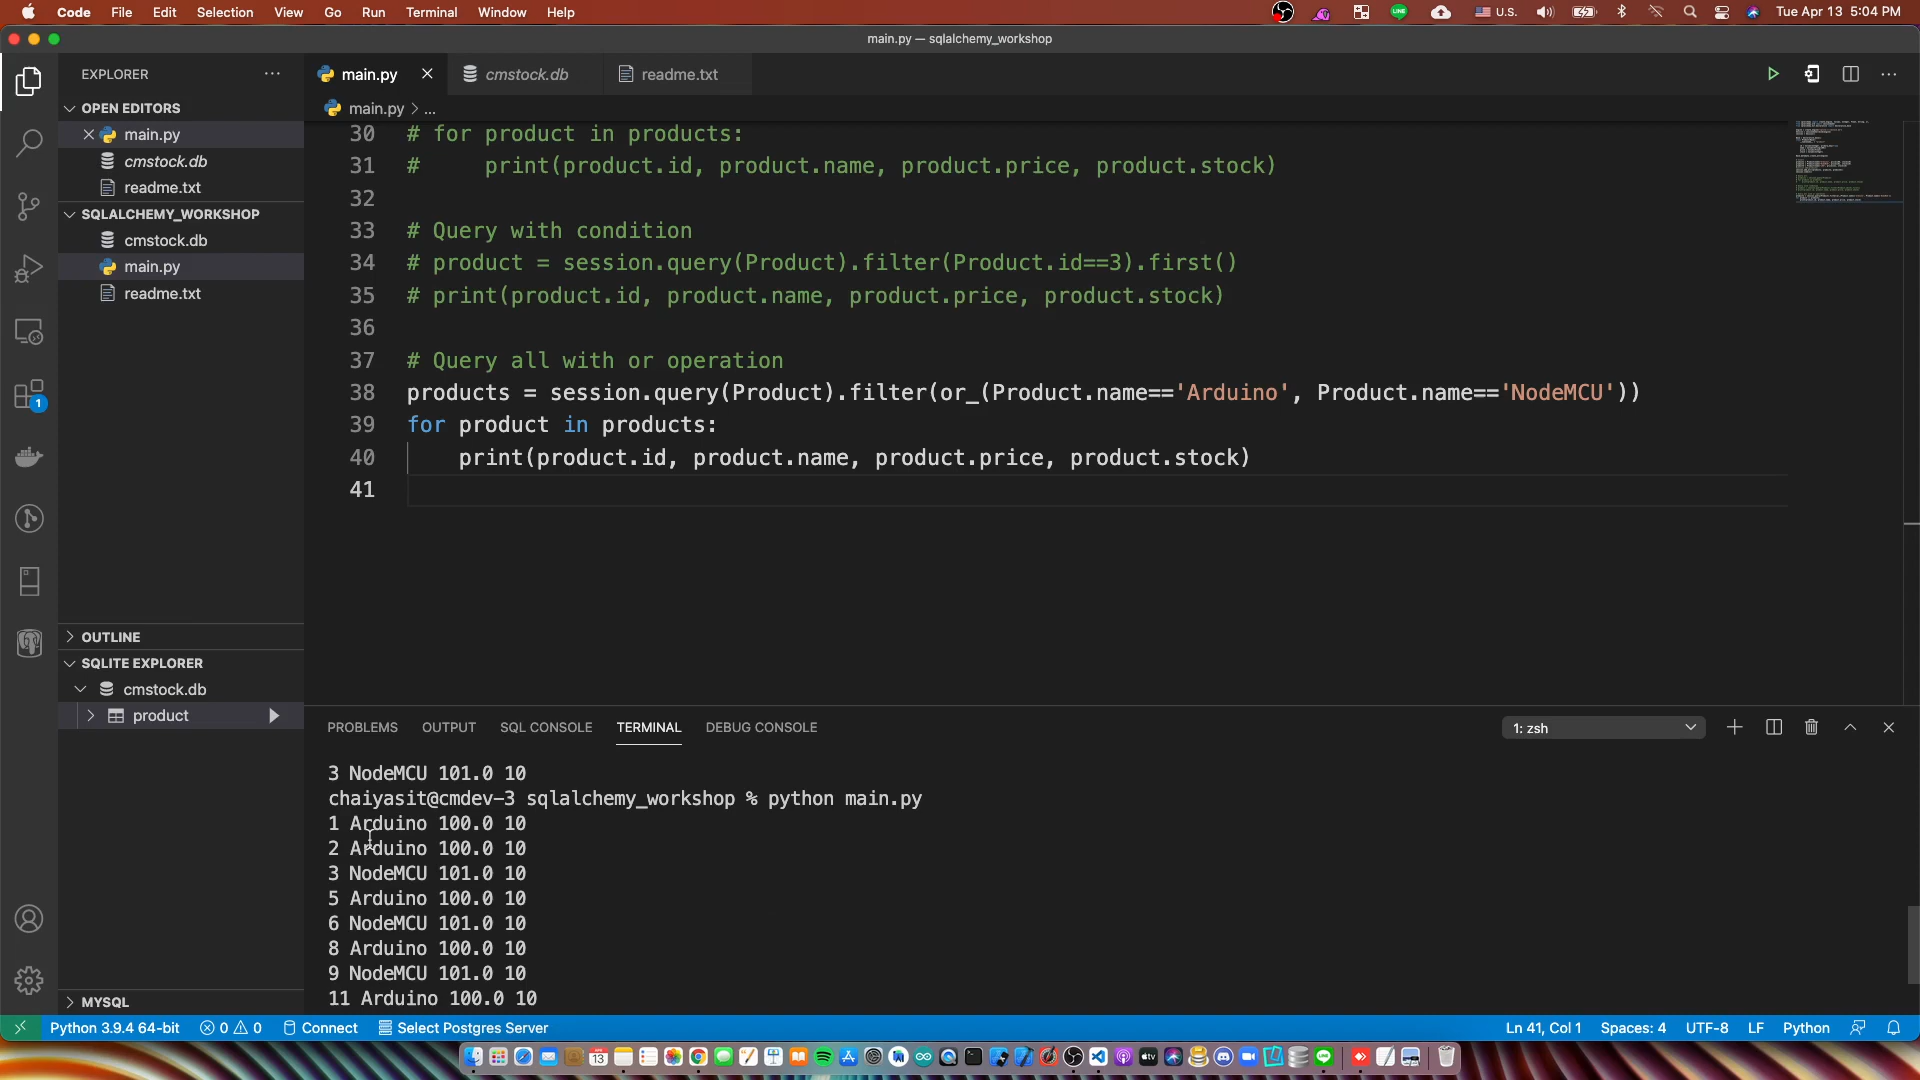 Code File Edit Selection View Go Run Terminal Window Help
LINE U.S. Tue Apr 13 5:04 PM
main.py — sqlalchemy_workshop
EXPLORER
OPEN EDITORS
main.py
cmstock.db
readme.txt
SQLALCHEMY_WORKSHOP
cmstock.db
main.py
readme.txt
1
OUTLINE
SQLITE EXPLORER
cmstock.db
product
MYSQL
main.py cmstock.db readme.txt
main.py > ...
30 # for product in products:
31 #     print(product.id, product.name, product.price, product.stock)
32
33 # Query with condition
34 # product = session.query(Product).filter(Product.id==3).first()
35 # print(product.id, product.name, product.price, product.stock)
36
37 # Query all with or operation
38 products = session.query(Product).filter(or_(Product.name=='Arduino', Product.name=='NodeMCU'))
39 for product in products:
40     print(product.id, product.name, product.price, product.stock)
41
PROBLEMS OUTPUT SQL CONSOLE TERMINAL DEBUG CONSOLE 1: zsh
3 NodeMCU 101.0 10
chaiyasit@cmdev-3 sqlalchemy_workshop % python main.py
1 Arduino 100.0 10
2 Arduino 100.0 10
3 NodeMCU 101.0 10
5 Arduino 100.0 10
6 NodeMCU 101.0 10
8 Arduino 100.0 10
9 NodeMCU 101.0 10
11 Arduino 100.0 10
Python 3.9.4 64-bit 0 0 Connect Select Postgres Server Ln 41, Col 1 Spaces: 4 UTF-8 LF Python
13